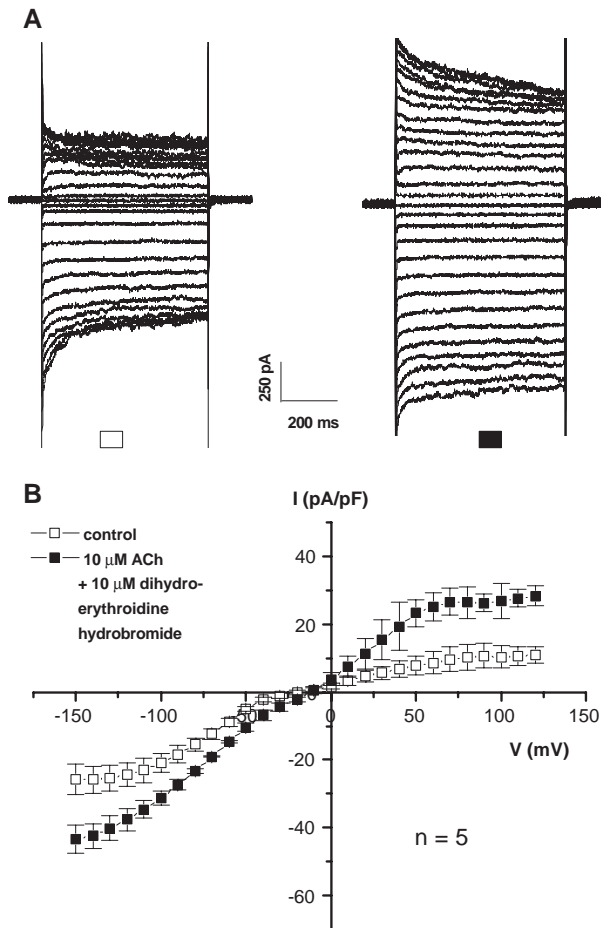 A
250 pA
200 ms
B
I (pA/pF)
control
10 μM ACh
+ 10 μM dihydro-
erythroidine
hydrobromide
40
20
0
-150 -100 -50 0 50 100 150
V (mV)
-20
-40
-60
n = 5